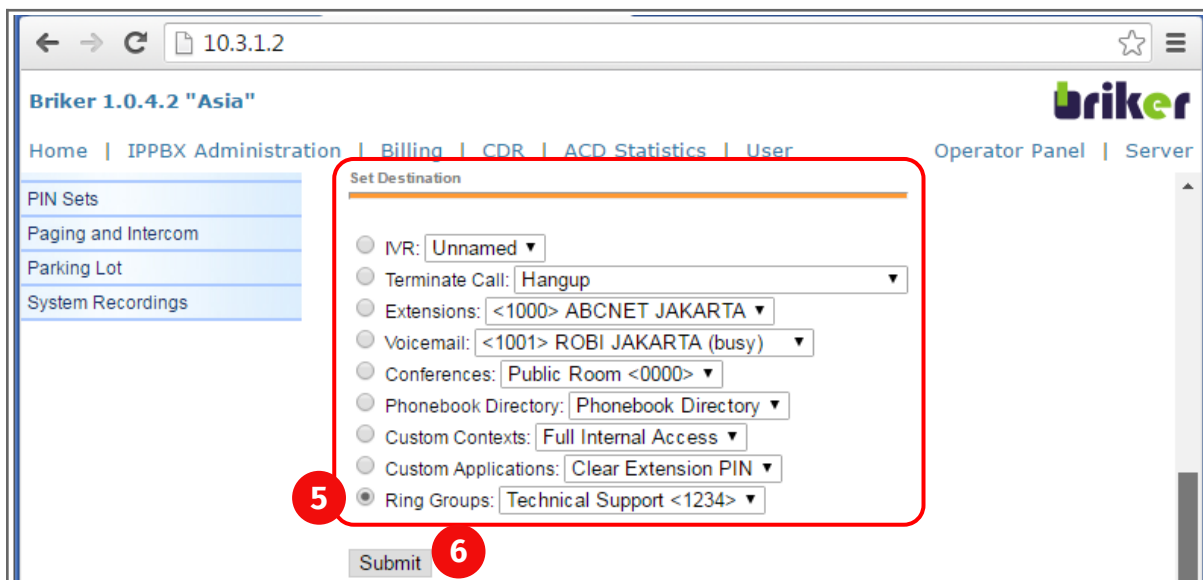 10.3.1.2
Briker 1.0.4.2 "Asia"
briker
Home | IPPBX Administration | Billing | CDR | ACD Statistics | User Operator Panel | Server
PIN Sets
Paging and Intercom
Parking Lot
System Recordings
Set Destination
IVR: Unnamed
Terminate Call: Hangup
Extensions: <1000> ABCNET JAKARTA
Voicemail: <1001> ROBI JAKARTA (busy)
Conferences: Public Room <0000>
Phonebook Directory: Phonebook Directory
Custom Contexts: Full Internal Access
Custom Applications: Clear Extension PIN
5 Ring Groups: Technical Support <1234>
Submit 6